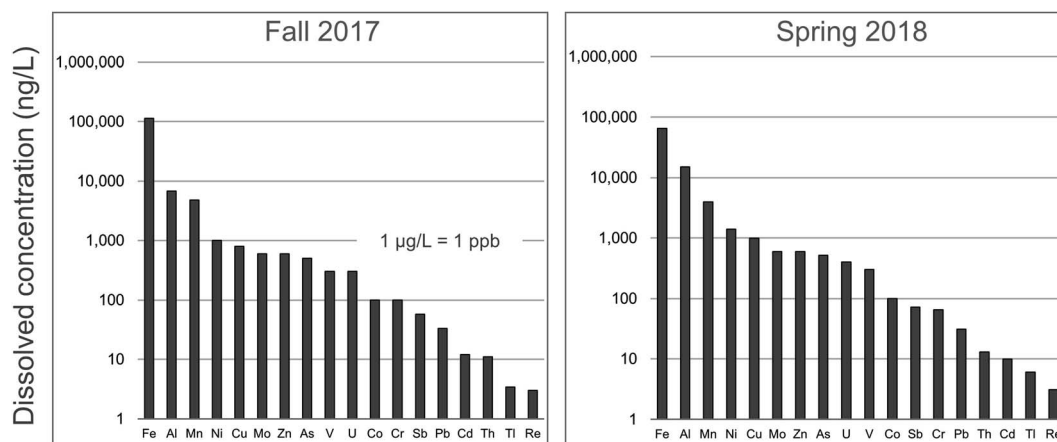 Dissolved concentration (ng/L)
Fall 2017
1,000,000
100,000
10,000
1,000
100
10
1
1 µg/L = 1 ppb
Fe Al Mn Ni Cu Mo Zn As V U Co Cr Sb Pb Cd Th Tl Re
Spring 2018
1,000,000
100,000
10,000
1,000
100
10
1
Fe Al Mn Ni Cu Mo Zn As U V Co Sb Cr Pb Th Cd Tl Re